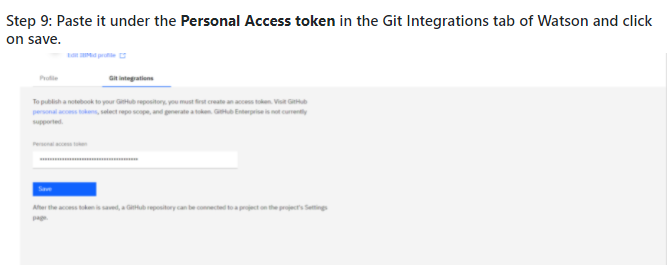 Step 9: Paste it under the Personal Access token in the Git Integrations tab of Watson and click
on save.
Edit IBMid profile
Profile
Git Integrations
To publish a notebook to your GitHub repository, you must first create an access token. Visit GitHub
personal access tokens, select repo scope, and generate a token. GitHub Enterprise is not currently
supported.
Personal access token
Save
After the access token is saved, a GitHub repository can be connected to a project on the project's Settings
page.